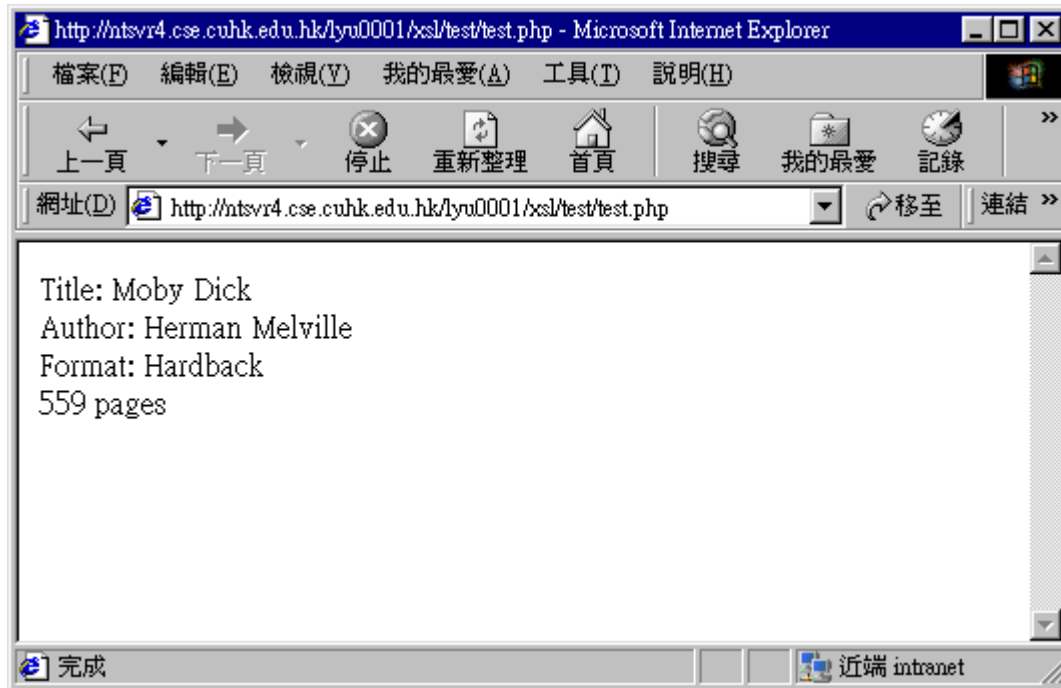 http://ntsvr4.cse.cuhk.edu.hk/lyu0001/xsl/test/test.php - Microsoft Internet Explorer
檔案(F) 編輯(E) 檢視(V) 我的最愛(A) 工具(T) 說明(H)
上一頁 下一頁 停止 重新整理 首頁 搜尋 我的最愛 記錄 »
網址(D) http://ntsvr4.cse.cuhk.edu.hk/lyu0001/xsl/test/test.php 移至 連結 »
Title: Moby Dick
Author: Herman Melville
Format: Hardback
559 pages
完成 近端 intranet